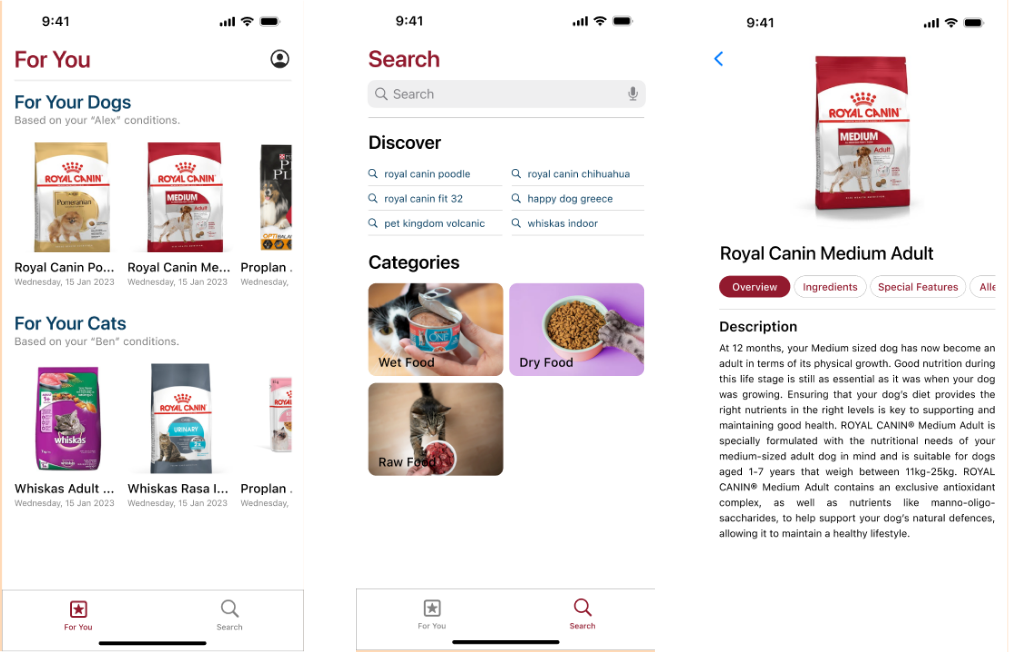 9:41
For You
For Your Dogs
Based on your “Alex” conditions.
ROYAL CANIN
Pomeranian
ROYAL CANIN
MEDIUM
Adult
Royal Canin Po...
Royal Canin Me...
Proplan .
Wednesday, 15 Jan 2023
Wednesday, 15 Jan 2023
Wednesday,
For Your Cats
Based on your “Ben” conditions.
whiskas
ROYAL CANIN
URINARY
Whiskas Adult ...
Whiskas Rasa I...
Proplan .
Wednesday, 15 Jan 2023
Wednesday, 15 Jan 2023
Wednesday,
For You
Search
9:41
Search
Search
Discover
royal canin poodle
royal canin chihuahua
royal canin fit 32
happy dog greece
pet kingdom volcanic
whiskas indoor
Categories
ONE
Wet Food
Dry Food
Raw Food
For You
Search
9:41
ROYAL CANIN
MEDIUM
Adult
Royal Canin Medium Adult
Overview
Ingredients
Special Features
Alle
Description
At 12 months, your Medium sized dog has now become an
adult in terms of its physical growth. Good nutrition during
this life stage is still as essential as it was when your dog
was growing. Ensuring that your dog's diet provides the
right nutrients in the right levels is key to supporting and
maintaining good health. ROYAL CANIN® Medium Adult is
specially formulated with the nutritional needs of your
medium-sized adult dog in mind and is suitable for dogs
aged 1-7 years that weigh between 11kg-25kg. ROYAL
CANIN® Medium Adult contains an exclusive antioxidant
complex, as well as nutrients like manno-oligo-
saccharides, to help support your dog's natural defences,
allowing it to maintain a healthy lifestyle.